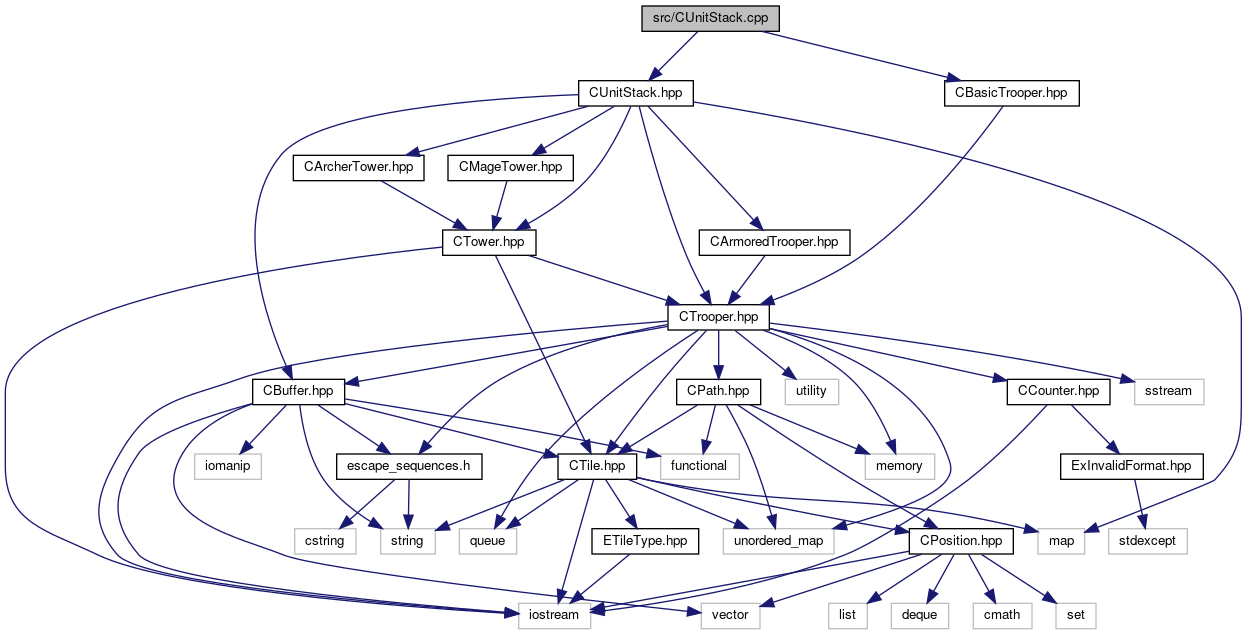 src/CUnitStack.cpp
CUnitStack.hpp
CBasicTrooper.hpp
CArcherTower.hpp
CMageTower.hpp
CTower.hpp
CArmoredTrooper.hpp
CTrooper.hpp
CBuffer.hpp
CPath.hpp
utility
CCounter.hpp
sstream
iomanip
escape_sequences.h
CTile.hpp
functional
memory
ExInvalidFormat.hpp
cstring
string
queue
ETileType.hpp
unordered_map
CPosition.hpp
map
stdexcept
iostream
vector
list
deque
cmath
set